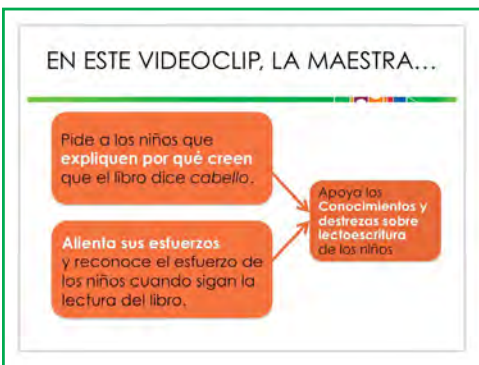 EN ESTE VIDEOCLIP, LA MAESTRA…
Pide a los niños que
expliquen por qué creen
que el libro dice cabello.
Alienta sus esfuerzos
y reconoce el esfuerzo de
los niños cuando sigan la
lectura del libro.
Apoya los
Conocimientos y
destrezas sobre
lectoescritura
de los niños